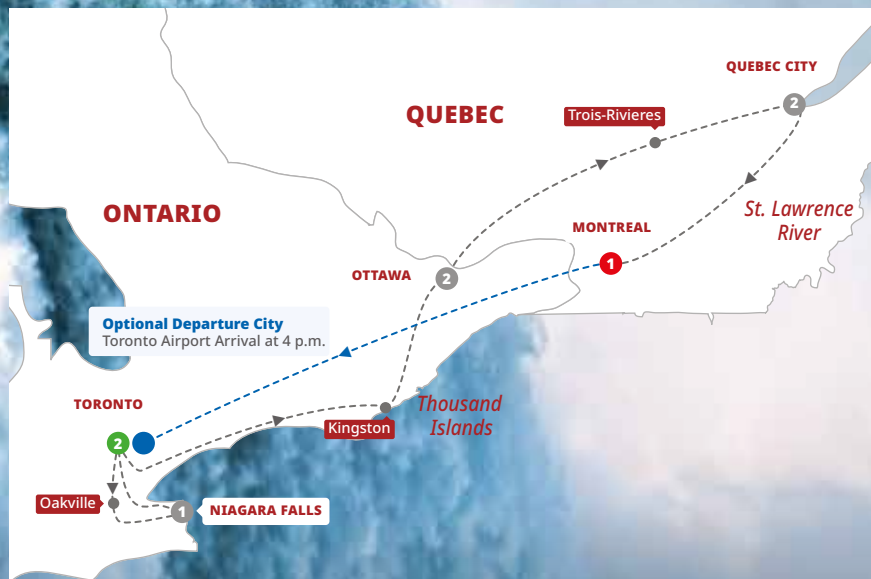 QUEBEC CITY
2
QUEBEC
Trois-Rivieres
ONTARIO
St. Lawrence
River
MONTREAL
1
OTTAWA
2
Optional Departure City
Toronto Airport Arrival at 4 p.m.
TORONTO
2
Thousand
Islands
Kingston
Oakville
1
NIAGARA FALLS